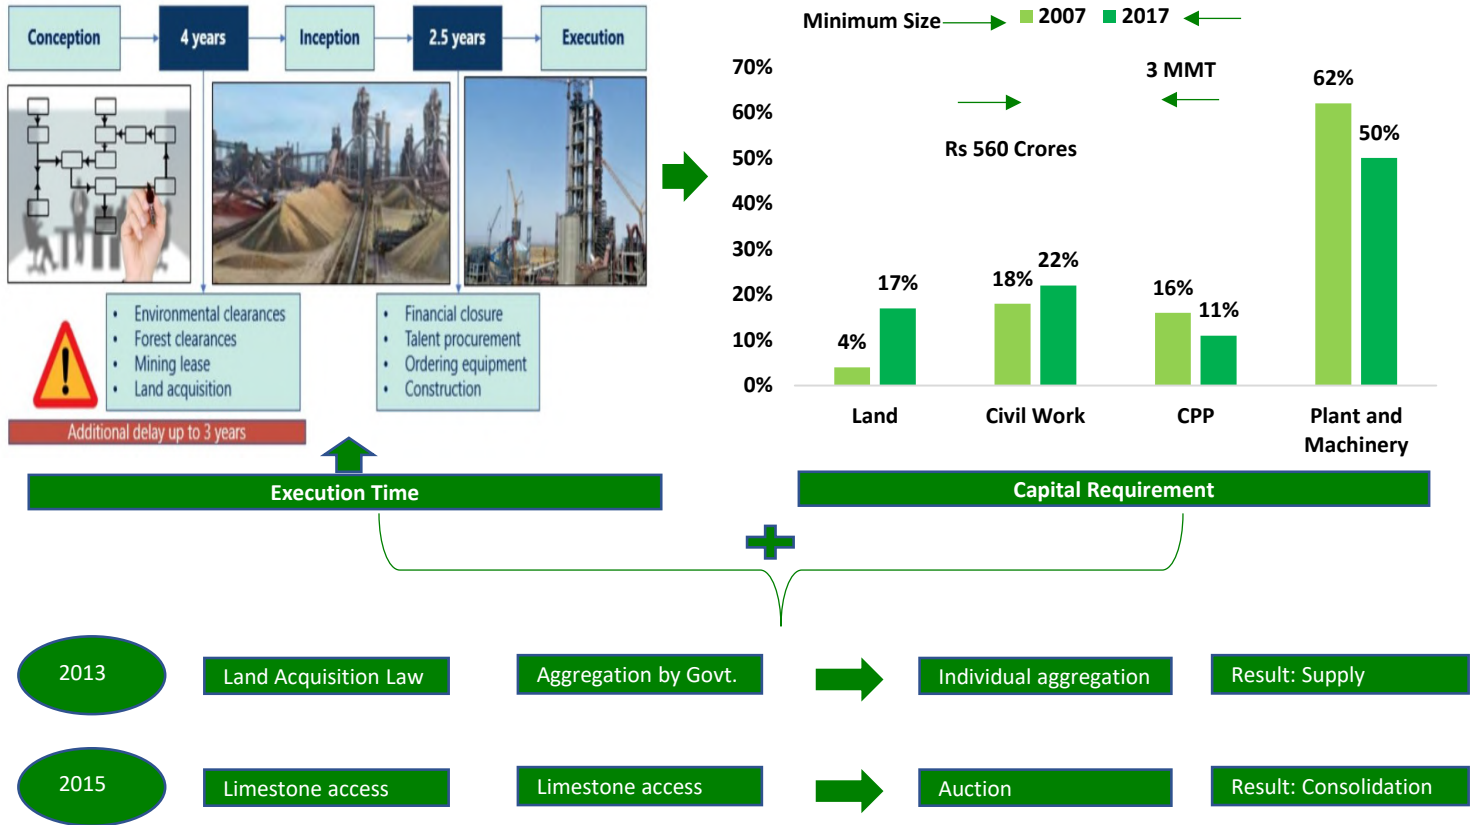 Conception
4 years
Inception
2.5 years
Execution
• Environmental clearances
• Forest clearances
• Mining lease
• Land acquisition
• Financial closure
• Talent procurement
• Ordering equipment
• Construction
Additional delay up to 3 years
Execution Time
Minimum Size
2007
2017
3 MMT
Rs 560 Crores
70%
60%
50%
40%
30%
20%
10%
0%
4%
17%
18%
22%
16%
11%
62%
50%
Land
Civil Work
CPP
Plant and
Machinery
Capital Requirement
2013
Land Acquisition Law
Aggregation by Govt.
Individual aggregation
Result: Supply
2015
Limestone access
Limestone access
Auction
Result: Consolidation